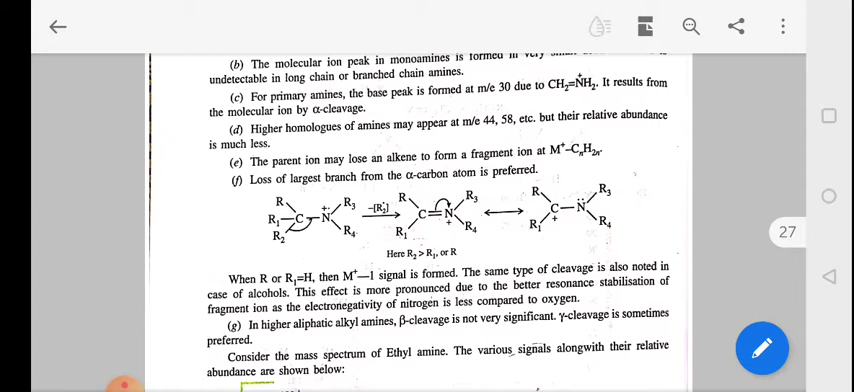 (b) The molecular ion peak in monoamines is formed in very
undetectable in long chain or branched chain amines.
(c) For primary amines, the base peak is formed at m/e 30 due to CH₂=N⁺H₂. It results from
the molecular ion by α-cleavage.
(d) Higher homologues of amines may appear at m/e 44, 58, etc. but their relative abundance
is much less.
(e) The parent ion may lose an alkene to form a fragment ion at M⁺–CₙH₂ₙ.
(f) Loss of largest branch from the α-carbon atom is preferred.
R R₃ R R₃ R R₃
R₁–C–N –[R₂] C=N ⟷ C–N
R₂ R₄ R₁ R₄ R₁ R₄
Here R₂ > R₁, or R
27
When R or R₁=H, then M⁺—1 signal is formed. The same type of cleavage is also noted in
case of alcohols. This effect is more pronounced due to the better resonance stabilisation of
fragment ion as the electronegativity of nitrogen is less compared to oxygen.
(g) In higher aliphatic alkyl amines, β-cleavage is not very significant. γ-cleavage is sometimes
preferred.
Consider the mass spectrum of Ethyl amine. The various signals alongwith their relative
abundance are shown below: